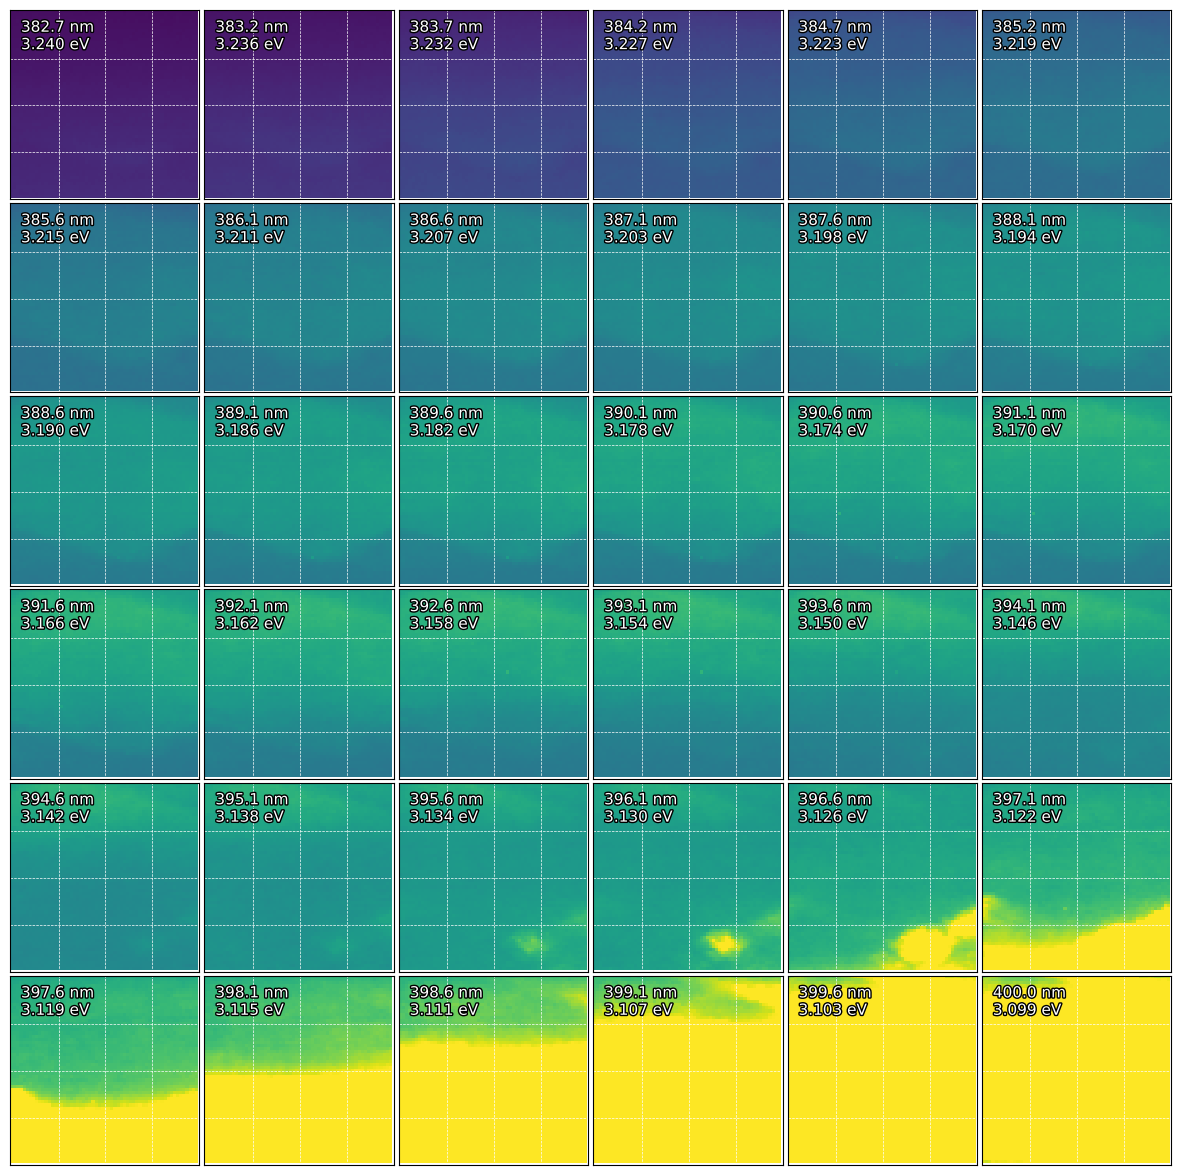 382.7 nm
3.240 eV
383.2 nm
3.236 eV
383.7 nm
3.232 eV
384.2 nm
3.227 eV
384.7 nm
3.223 eV
385.2 nm
3.219 eV
385.6 nm
3.215 eV
386.1 nm
3.211 eV
386.6 nm
3.207 eV
387.1 nm
3.203 eV
387.6 nm
3.198 eV
388.1 nm
3.194 eV
388.6 nm
3.190 eV
389.1 nm
3.186 eV
389.6 nm
3.182 eV
390.1 nm
3.178 eV
390.6 nm
3.174 eV
391.1 nm
3.170 eV
391.6 nm
3.166 eV
392.1 nm
3.162 eV
392.6 nm
3.158 eV
393.1 nm
3.154 eV
393.6 nm
3.150 eV
394.1 nm
3.146 eV
394.6 nm
3.142 eV
395.1 nm
3.138 eV
395.6 nm
3.134 eV
396.1 nm
3.130 eV
396.6 nm
3.126 eV
397.1 nm
3.122 eV
397.6 nm
3.119 eV
398.1 nm
3.115 eV
398.6 nm
3.111 eV
399.1 nm
3.107 eV
399.6 nm
3.103 eV
400.0 nm
3.099 eV